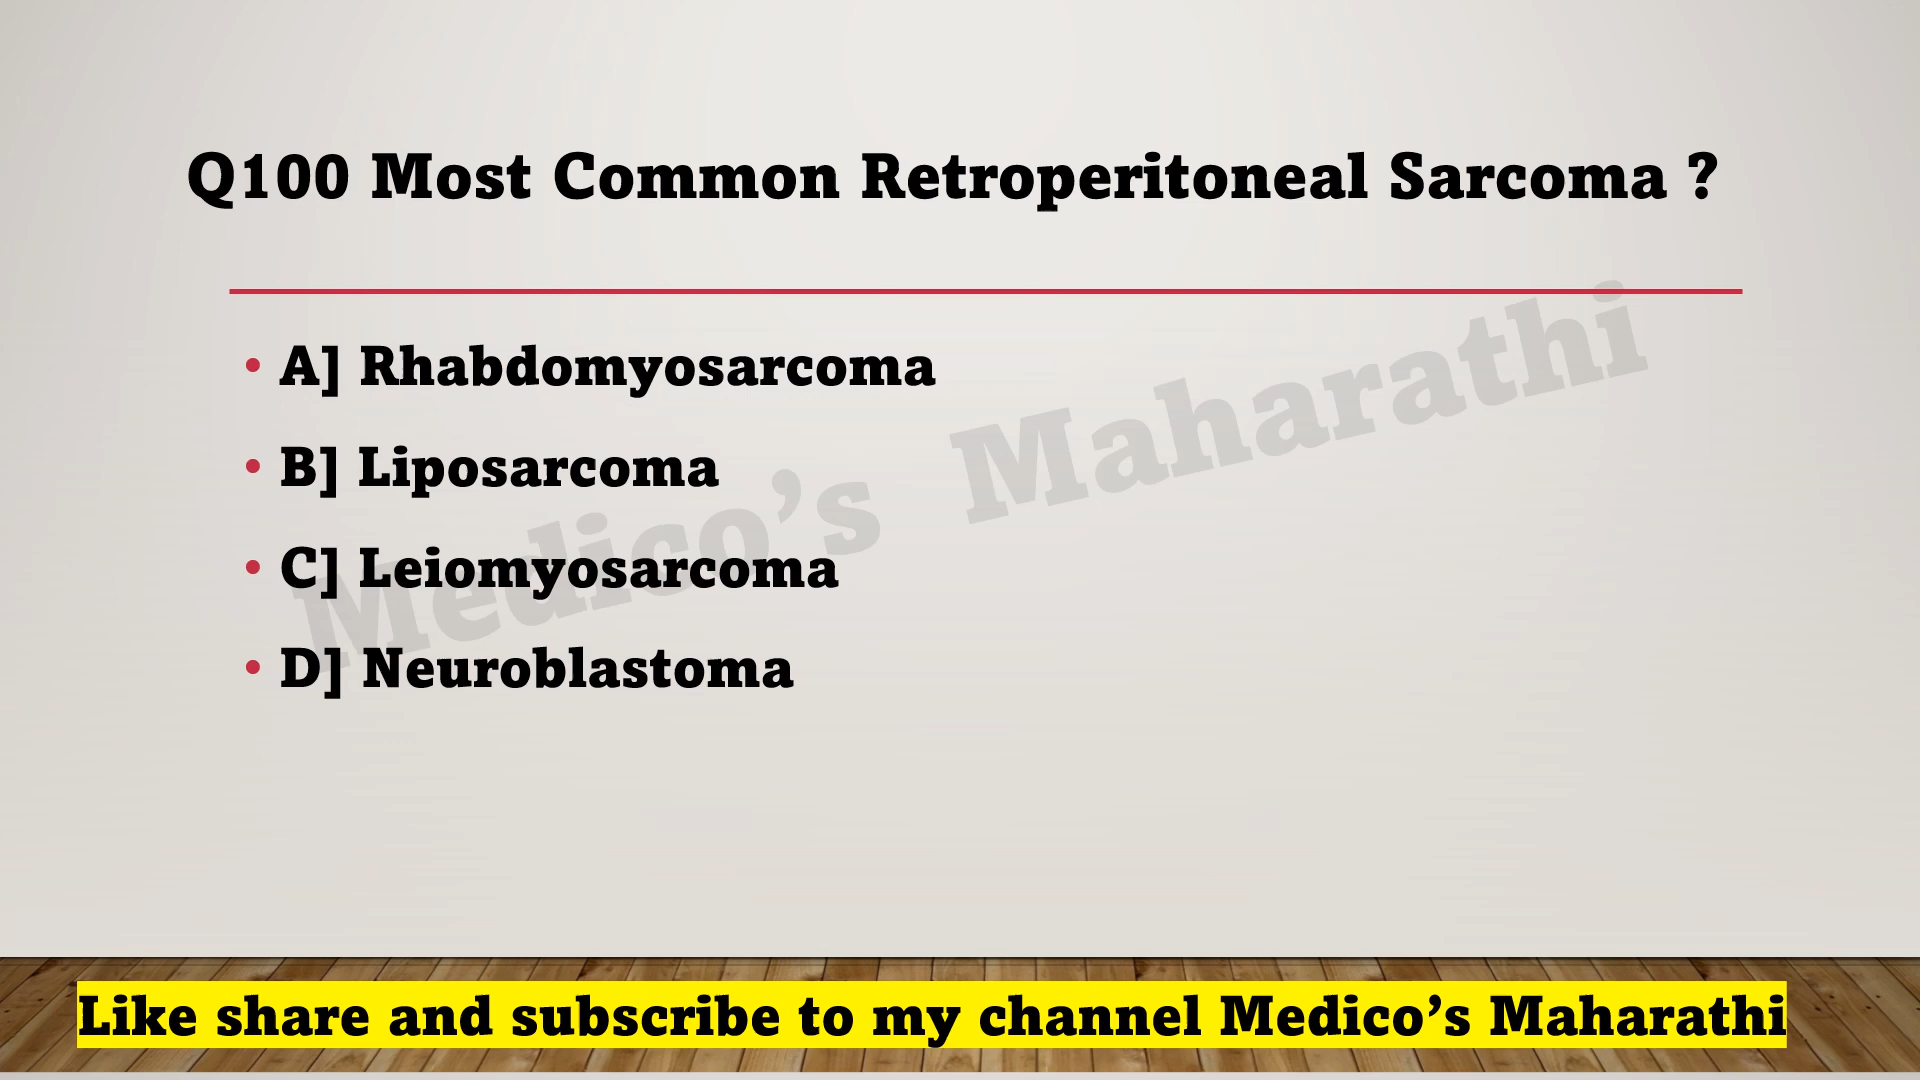 Q100 Most Common Retroperitoneal Sarcoma ?
• A] Rhabdomyosarcoma
• B] Liposarcoma
• C] Leiomyosarcoma
• D] Neuroblastoma
Medico’s Maharathi
Like share and subscribe to my channel Medico’s Maharathi